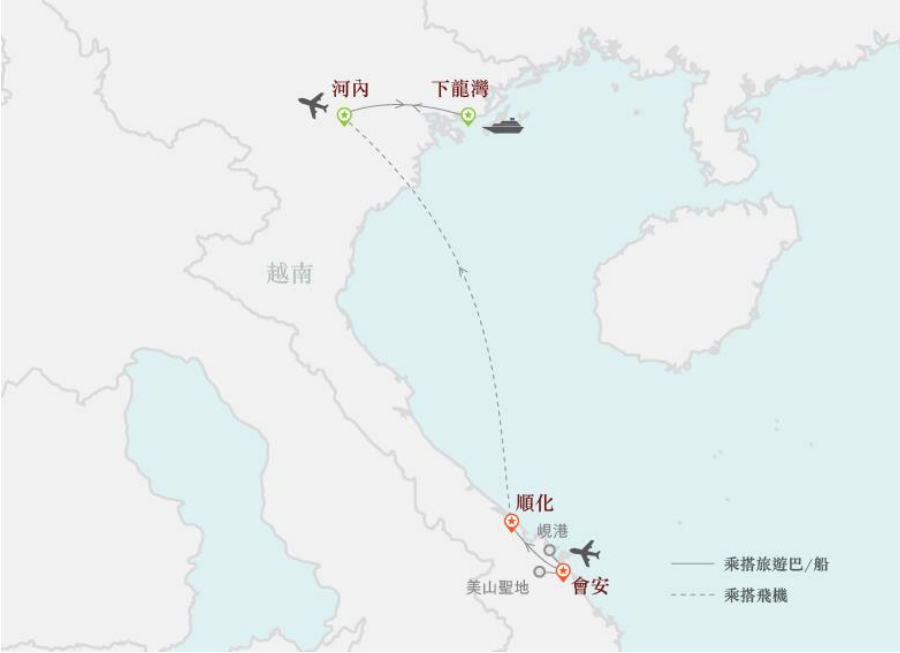 河內
下龍灣
越南
順化
峴港
美山聖地
會安
乘搭旅遊巴/船
乘搭飛機